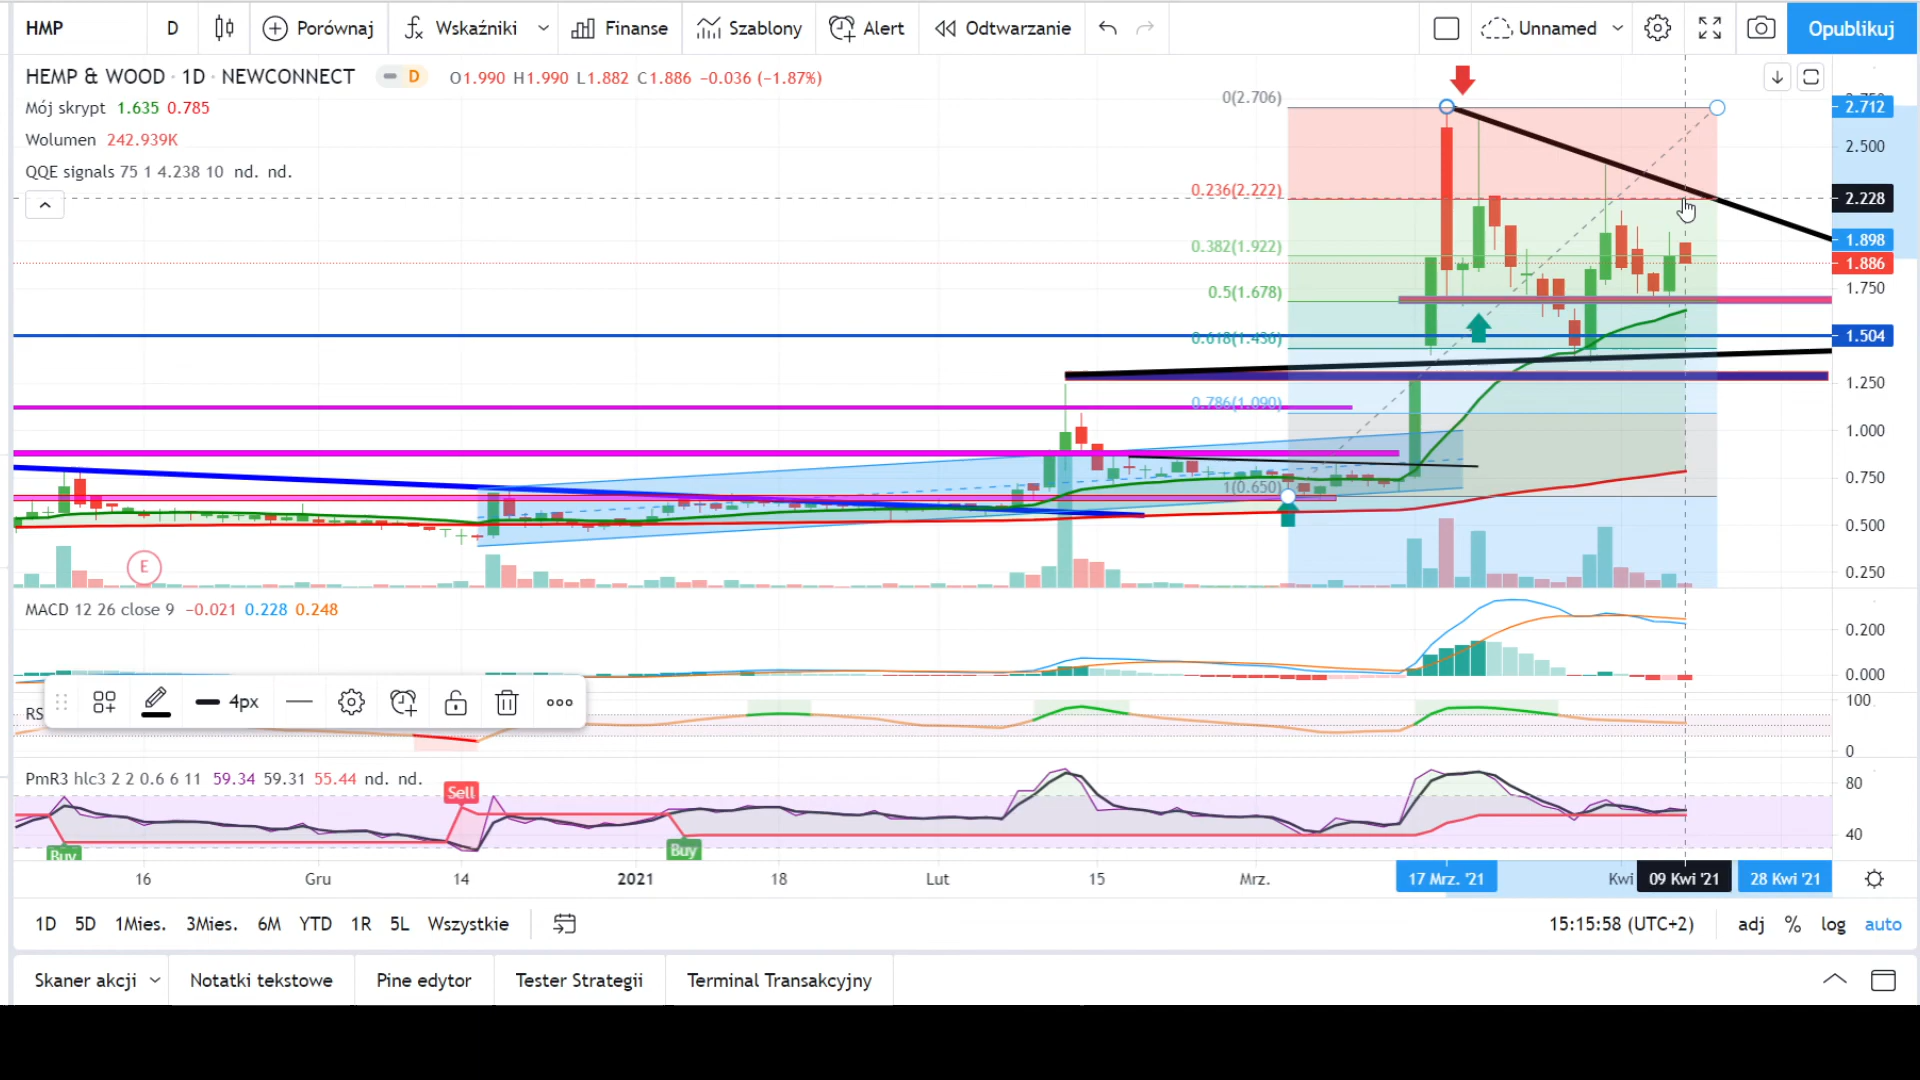 HMP D Porównaj Wskaźniki Finanse Szablony Alert Odtwarzanie Unnamed Opublikuj
HEMP & WOOD · 1D · NEWCONNECT D O1.990 H1.990 L1.882 C1.886 −0.036 (−1.87%)
Mój skrypt 1.635 0.785
Wolumen 242.939K
QQE signals 75 1 4.238 10 nd. nd.
0(2.706)
0.236(2.222)
0.382(1.922)
0.5(1.678)
0.618(1.436)
0.786(1.090)
1(0.650)
2.712
2.500
2.228
1.898
1.886
1.750
1.504
1.250
1.000
0.750
0.500
0.250
E
MACD 12 26 close 9 −0.021 0.228 0.248
0.200
0.000
4px
RS
100
0
PmR3 hlc3 2 2 0.6 6 11 59.34 59.31 55.44 nd. nd.
Sell
Buy
Buy
80
40
16 Gru 14 2021 18 Lut 15 Mrz. 17 Mrz. '21 Kwi 09 Kwi '21 28 Kwi '21
1D 5D 1Mies. 3Mies. 6M YTD 1R 5L Wszystkie 15:15:58 (UTC+2) adj % log auto
Skaner akcji Notatki tekstowe Pine edytor Tester Strategii Terminal Transakcyjny